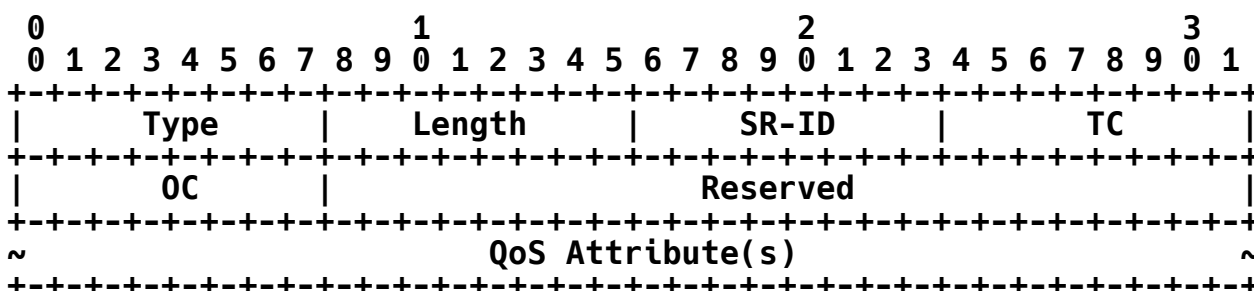 0                   1                   2                   3
 0 1 2 3 4 5 6 7 8 9 0 1 2 3 4 5 6 7 8 9 0 1 2 3 4 5 6 7 8 9 0 1
+-+-+-+-+-+-+-+-+-+-+-+-+-+-+-+-+-+-+-+-+-+-+-+-+-+-+-+-+-+-+-+-+
|      Type     |    Length     |     SR-ID     |       TC      |
+-+-+-+-+-+-+-+-+-+-+-+-+-+-+-+-+-+-+-+-+-+-+-+-+-+-+-+-+-+-+-+-+
|       OC      |                   Reserved                    |
+-+-+-+-+-+-+-+-+-+-+-+-+-+-+-+-+-+-+-+-+-+-+-+-+-+-+-+-+-+-+-+-+
~                        QoS Attribute(s)                       ~
+-+-+-+-+-+-+-+-+-+-+-+-+-+-+-+-+-+-+-+-+-+-+-+-+-+-+-+-+-+-+-+-+